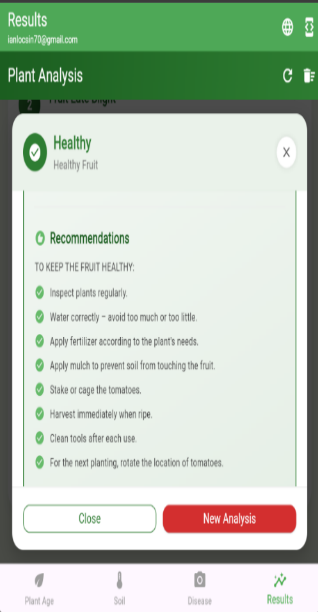 Results
ianlocsin70@gmail.com
Plant Analysis
2
Fruit Late Blight
Healthy
Healthy Fruit
X
Recommendations
TO KEEP THE FRUIT HEALTHY:
Inspect plants regularly.
Water correctly – avoid too much or too little.
Apply fertilizer according to the plant's needs.
Apply mulch to prevent soil from touching the fruit.
Stake or cage the tomatoes.
Harvest immediately when ripe.
Clean tools after each use.
For the next planting, rotate the location of tomatoes.
Close
New Analysis
Plant Age
Soil
Disease
Results